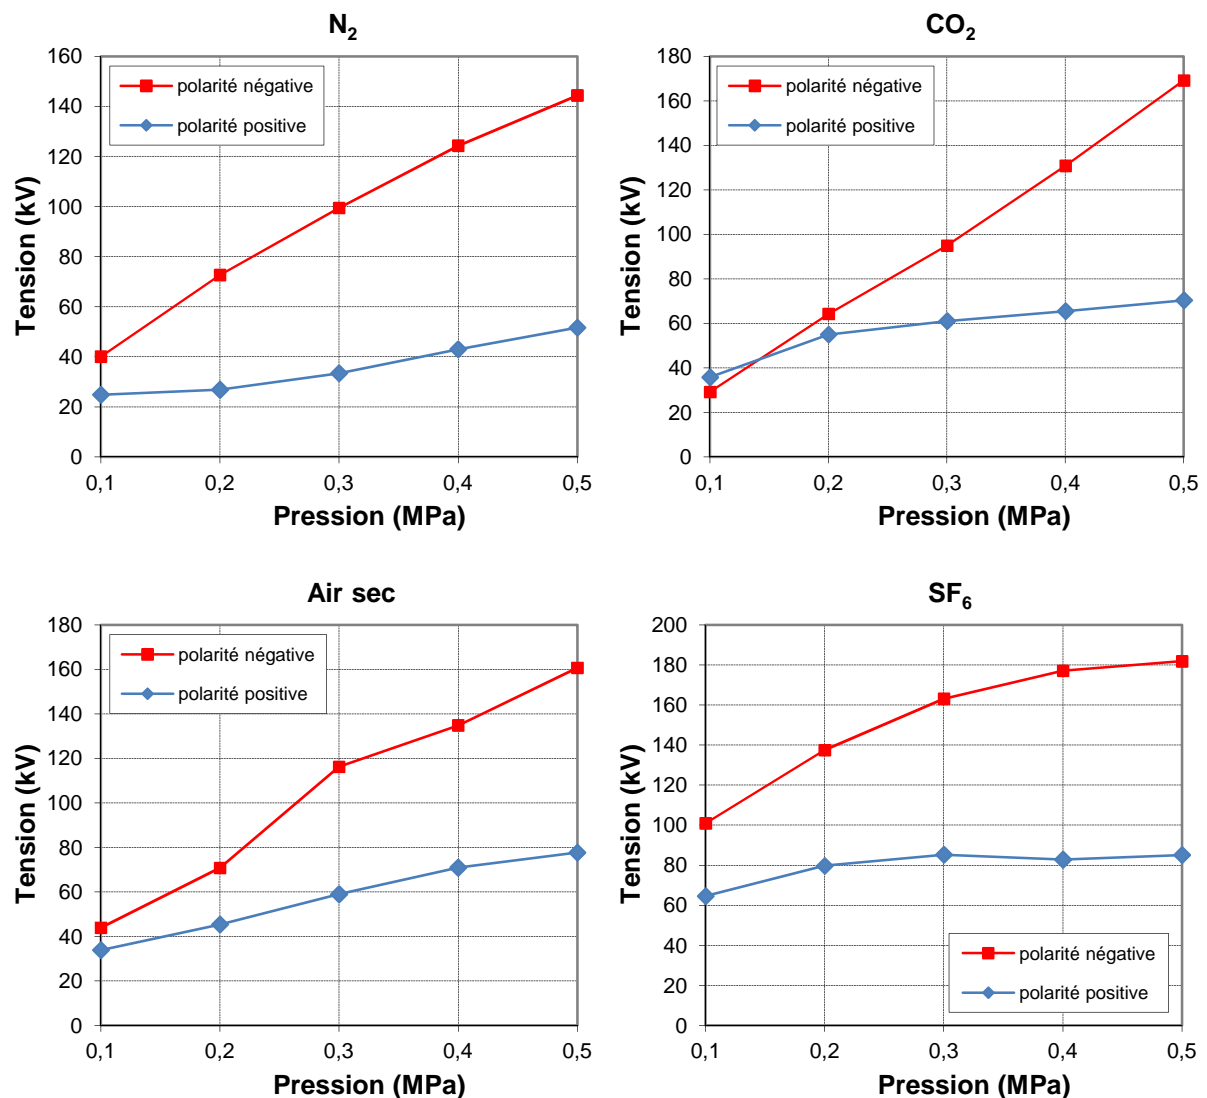 N₂
160
140
120
100
80
60
40
20
0
0,1 0,2 0,3 0,4 0,5
Tension (kV)
Pression (MPa)
polarité négative
polarité positive
CO₂
180
160
140
120
100
80
60
40
20
0
0,1 0,2 0,3 0,4 0,5
Tension (kV)
Pression (MPa)
polarité négative
polarité positive
Air sec
180
160
140
120
100
80
60
40
20
0
0,1 0,2 0,3 0,4 0,5
Tension (kV)
Pression (MPa)
polarité négative
polarité positive
SF₆
200
180
160
140
120
100
80
60
40
20
0
0,1 0,2 0,3 0,4 0,5
Tension (kV)
Pression (MPa)
polarité négative
polarité positive